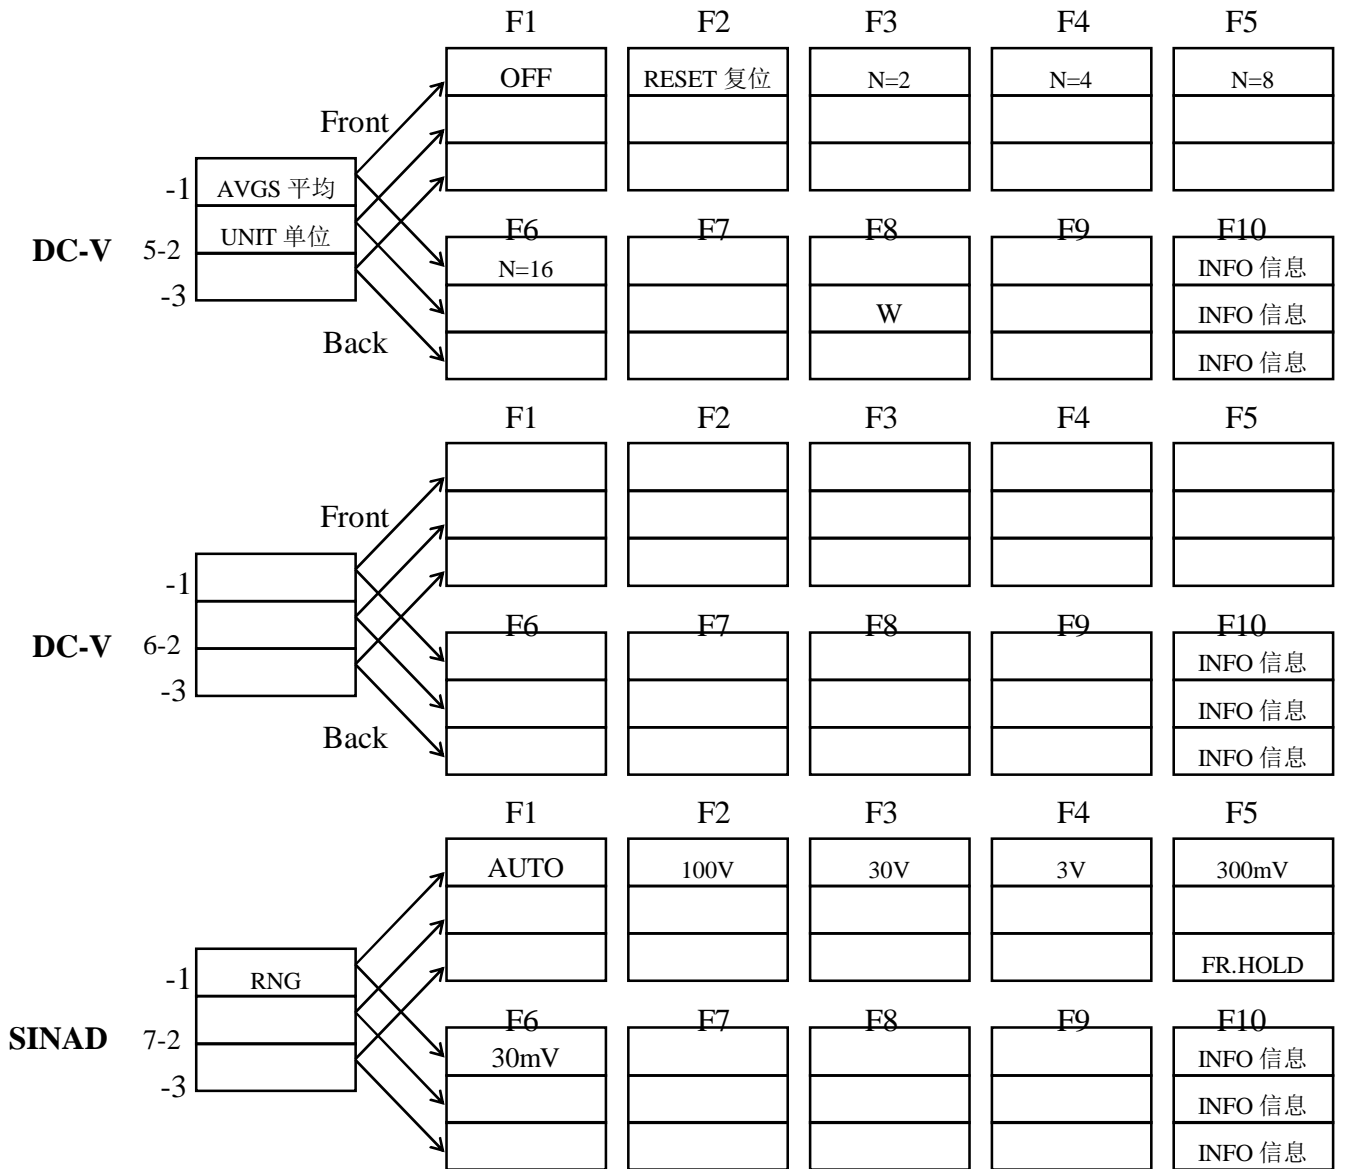 F1 F2 F3 F4 F5
OFF RESET 复位 N=2 N=4 N=8
Front
-1 AVGS 平均
DC-V 5-2 UNIT 单位
-3
Back
F6 F7 F8 F9 F10
N=16 INFO 信息
W INFO 信息
INFO 信息
F1 F2 F3 F4 F5
Front
-1
DC-V 6-2
-3
Back
F6 F7 F8 F9 F10
INFO 信息
INFO 信息
INFO 信息
F1 F2 F3 F4 F5
AUTO 100V 30V 3V 300mV
FR.HOLD
-1 RNG
SINAD 7-2
-3
F6 F7 F8 F9 F10
30mV INFO 信息
INFO 信息
INFO 信息